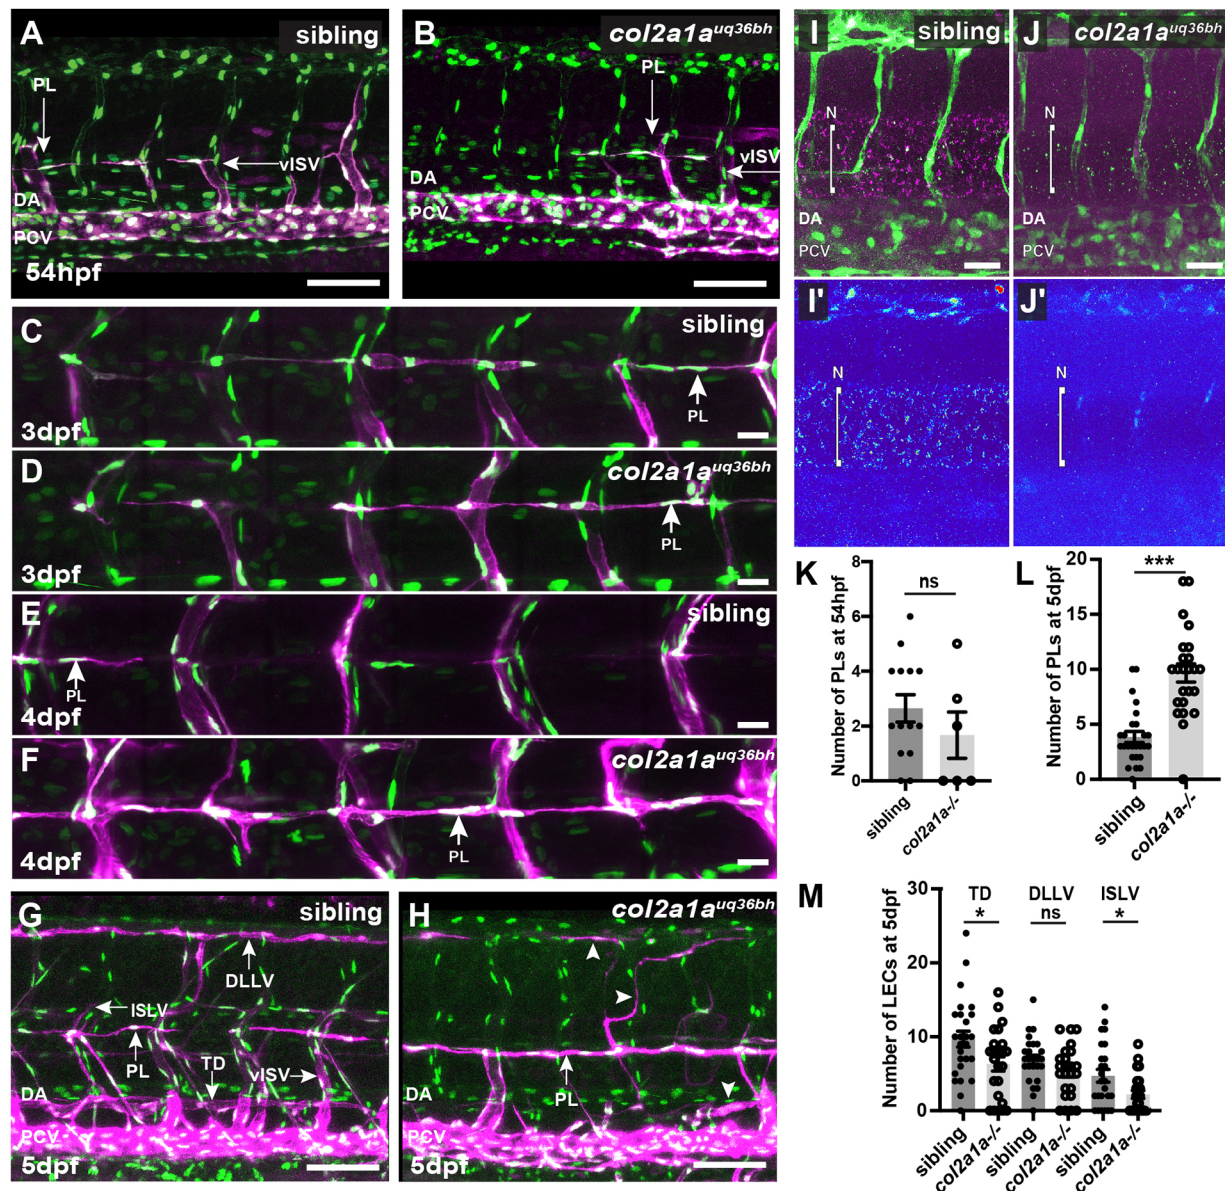 A
sibling
PL
vISV
DA
PCV
54hpf
B
col2a1a^uq36bh
PL
vISV
DA
PCV
C
sibling
PL
3dpf
D
col2a1a^uq36bh
PL
3dpf
E
sibling
PL
4dpf
F
col2a1a^uq36bh
PL
4dpf
G
sibling
DLLV
ISLV
PL
TD
vISV
DA
PCV
5dpf
H
col2a1a^uq36bh
PL
DA
PCV
5dpf
I
sibling
N
DA
PCV
J
col2a1a^uq36bh
N
DA
PCV
I'
N
J'
N
K
Number of PLs at 54hpf
8
6
4
2
0
ns
sibling
col2a1a-/-
L
Number of PLs at 5dpf
20
15
10
5
0
***
sibling
col2a1a-/-
M
Number of LECs at 5dpf
30
20
10
0
TD
DLLV
ISLV
*
ns
*
sibling
col2a1a-/-
sibling
col2a1a-/-
sibling
col2a1a-/-